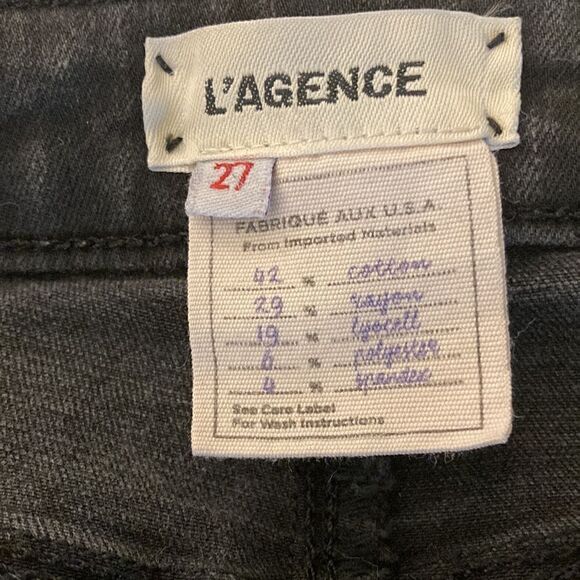 L'AGENCE
27
FABRIQUÉ AUX U.S.A.
From Imported Materials
42 % cotton
29 % rayon
19 % lyocell
6 % polyester
4 % spandex
See Care Label
For Wash Instructions